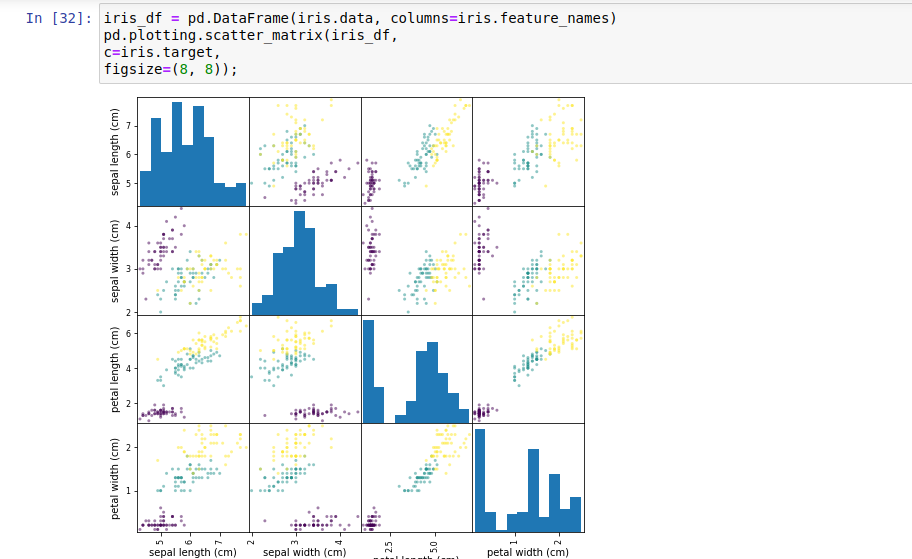 In [32]: iris_df = pd.DataFrame(iris.data, columns=iris.feature_names)
pd.plotting.scatter_matrix(iris_df,
c=iris.target,
figsize=(8, 8));
sepal length (cm)
7
6
5
sepal width (cm)
4
3
2
petal length (cm)
6
4
2
petal width (cm)
2
1
5 6 7 2 3 4 2.5 5.0 1 2
sepal length (cm) sepal width (cm) petal length (cm) petal width (cm)